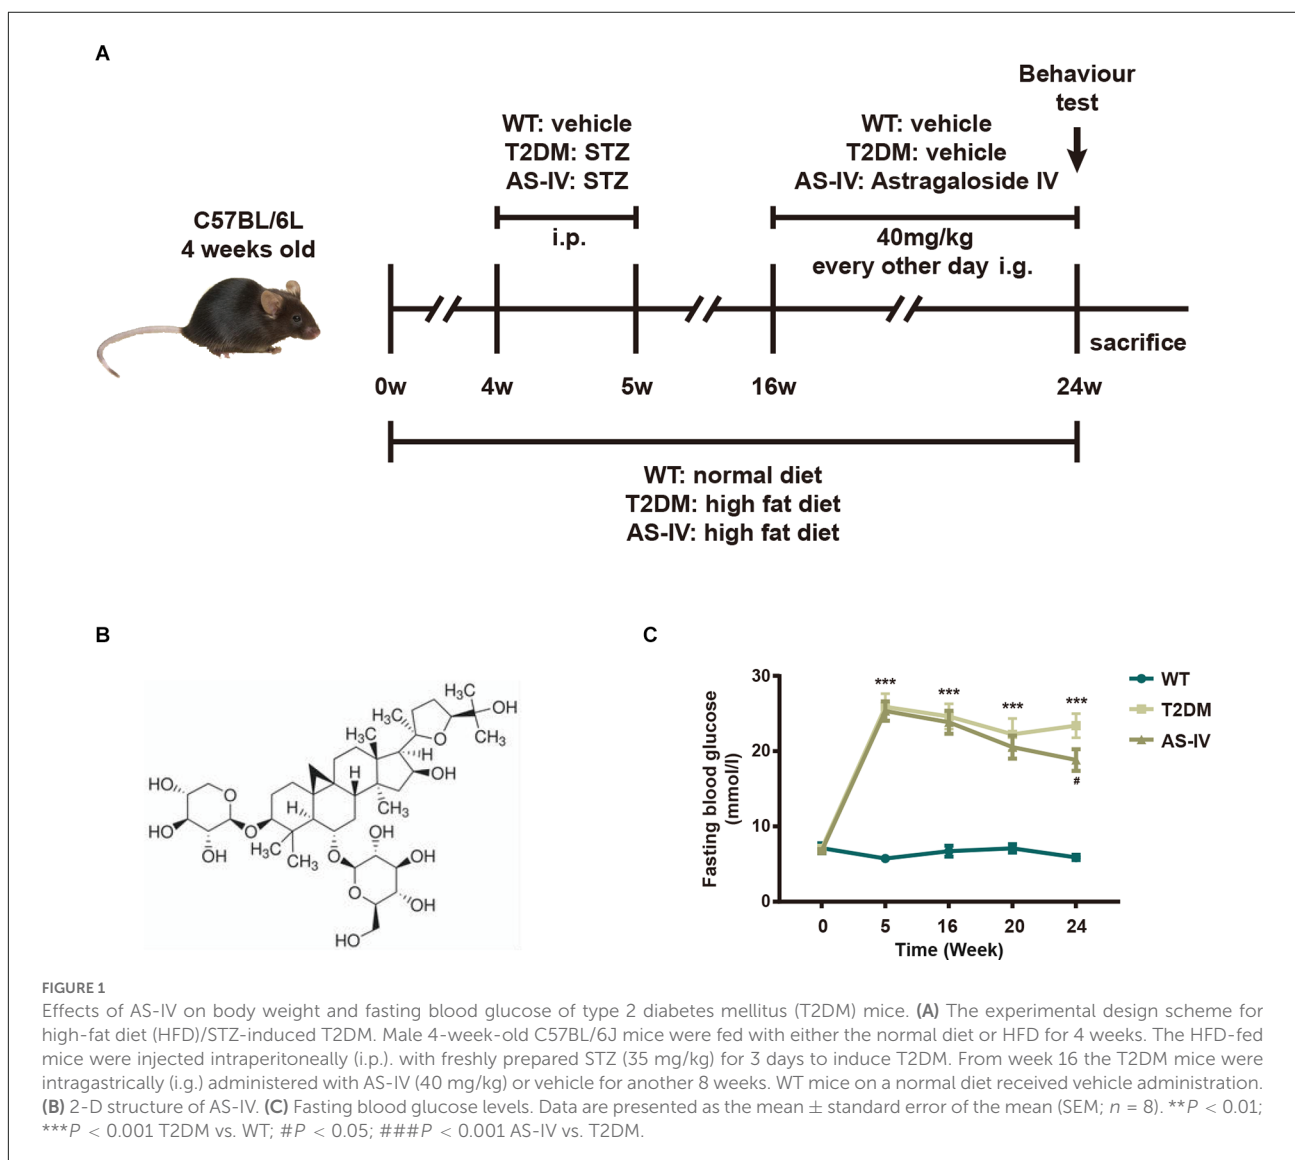 A
Behaviour
test
WT: vehicle
T2DM: STZ
AS-IV: STZ
WT: vehicle
T2DM: vehicle
AS-IV: Astragaloside IV
C57BL/6L
4 weeks old
i.p.
40mg/kg
every other day i.g.
sacrifice
0w 4w 5w 16w 24w
WT: normal diet
T2DM: high fat diet
AS-IV: high fat diet
B
H3C
OH
CH3
H3C
CH3
O
H
H3C
OH
CH3
H
H
HO
O
HO
OH
O
H3C
CH3
O
OH
OH
O
OH
HO
C
Fasting blood glucose
(mmol/l)
30
20
10
0
***
***
***
***
#
0 5 16 20 24
Time (Week)
WT
T2DM
AS-IV
FIGURE 1
Effects of AS-IV on body weight and fasting blood glucose of type 2 diabetes mellitus (T2DM) mice. (A) The experimental design scheme for
high-fat diet (HFD)/STZ-induced T2DM. Male 4-week-old C57BL/6J mice were fed with either the normal diet or HFD for 4 weeks. The HFD-fed
mice were injected intraperitoneally (i.p.). with freshly prepared STZ (35 mg/kg) for 3 days to induce T2DM. From week 16 the T2DM mice were
intragastrically (i.g.) administered with AS-IV (40 mg/kg) or vehicle for another 8 weeks. WT mice on a normal diet received vehicle administration.
(B) 2-D structure of AS-IV. (C) Fasting blood glucose levels. Data are presented as the mean ± standard error of the mean (SEM; n = 8). **P < 0.01;
***P < 0.001 T2DM vs. WT; #P < 0.05; ###P < 0.001 AS-IV vs. T2DM.